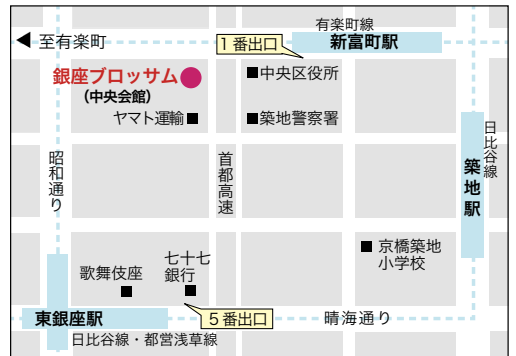 有楽町線
至有楽町
1番出口
新富町駅
銀座ブロッサム
(中央会館)
中央区役所
ヤマト運輸
築地警察署
日比谷線
築地駅
昭和通り
首都高速
京橋築地
小学校
歌舞伎座
七十七
銀行
東銀座駅
5番出口
晴海通り
日比谷線・都営浅草線